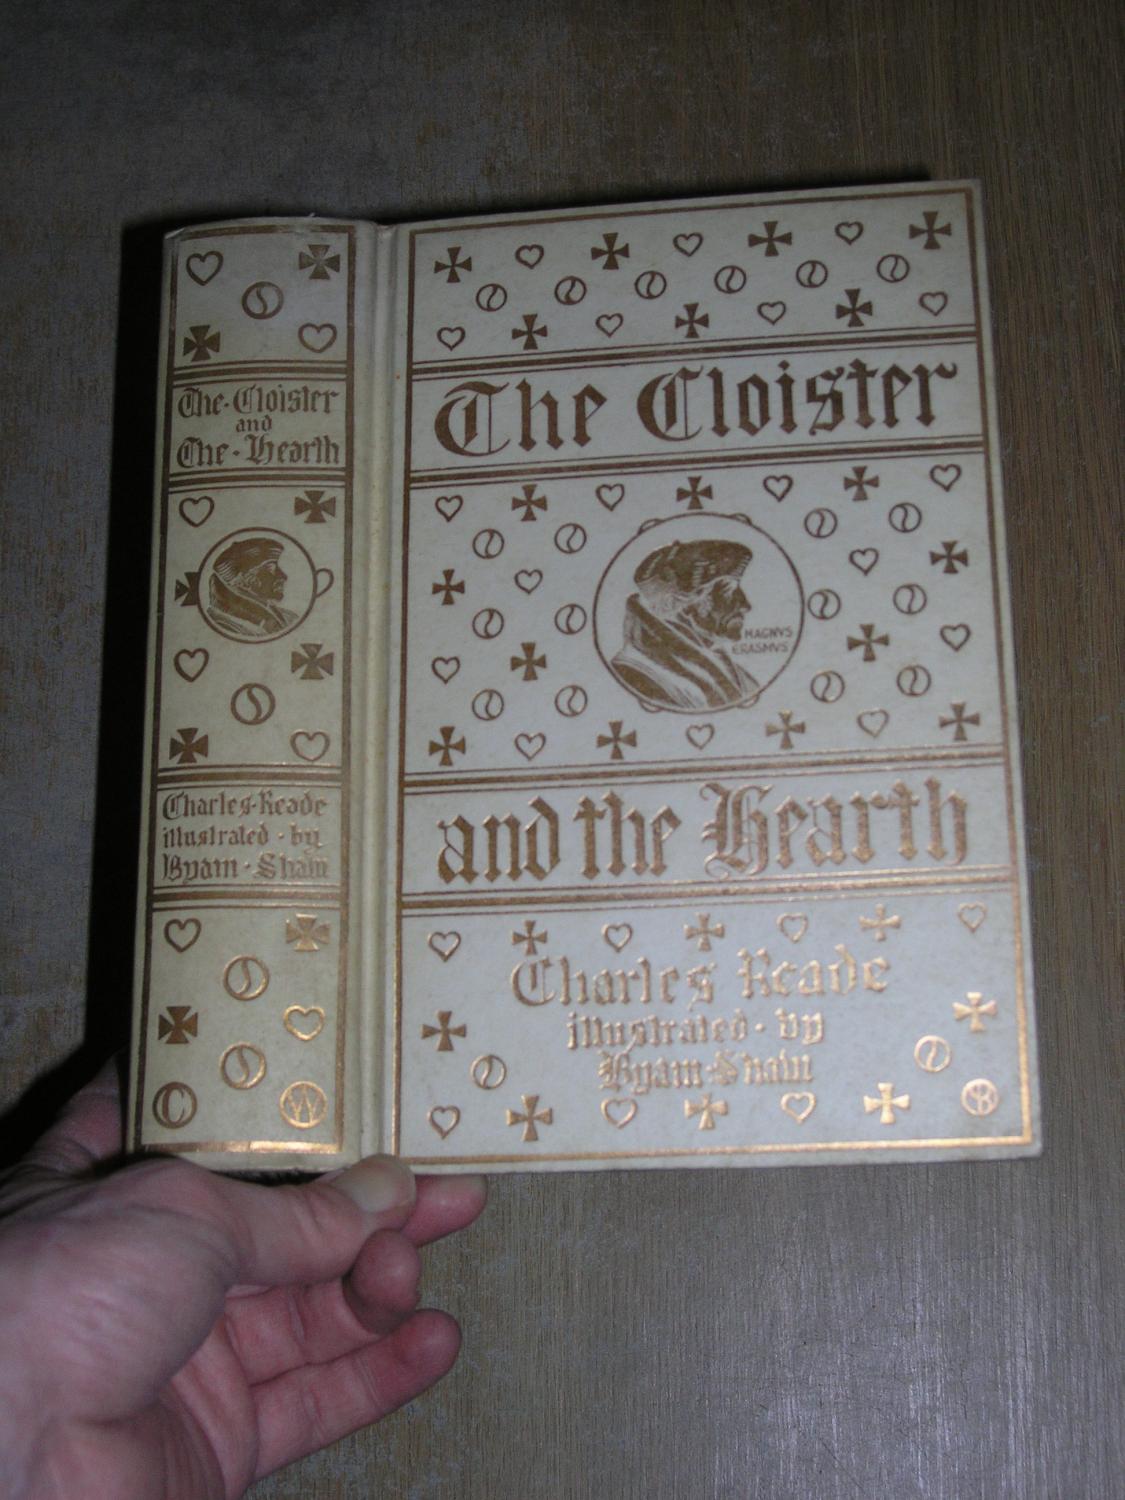 The · Cloister
and
The · Hearth
Charles · Reade
illustrated · by
Byam · Shaw
C
W
The Cloister
MAGNVS
ERASMVS
and the Hearth
Charles Reade
illustrated · by
Byam · Shaw